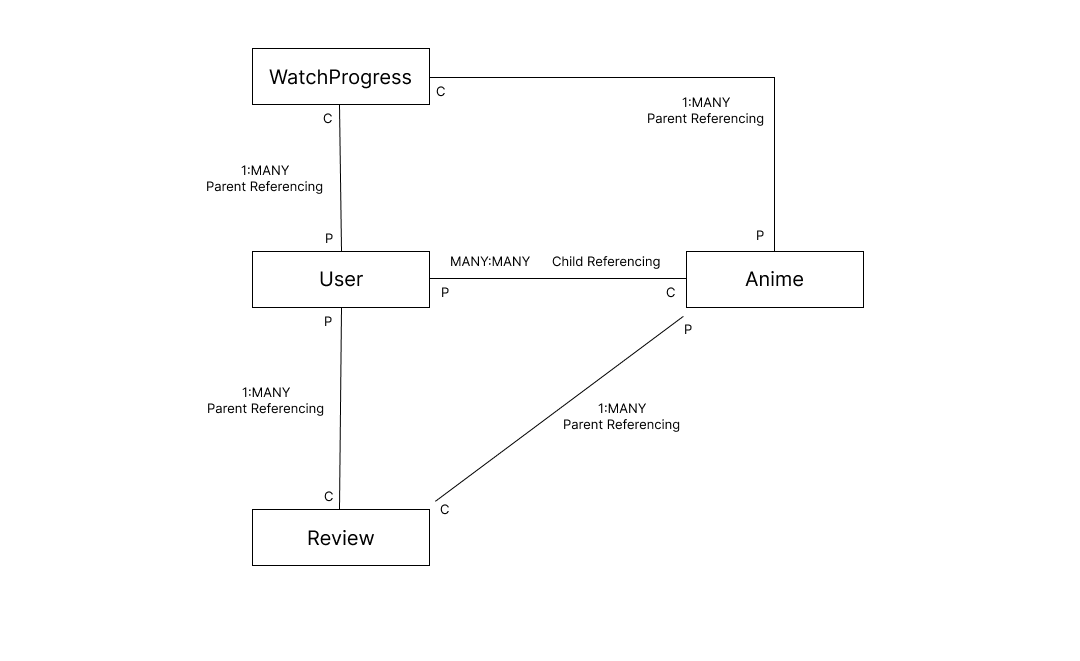 WatchProgress
C
1:MANY
Parent Referencing
C
1:MANY
Parent Referencing
P
P
User
MANY:MANY Child Referencing
Anime
P
C
P
P
1:MANY
Parent Referencing
1:MANY
Parent Referencing
C
C
Review